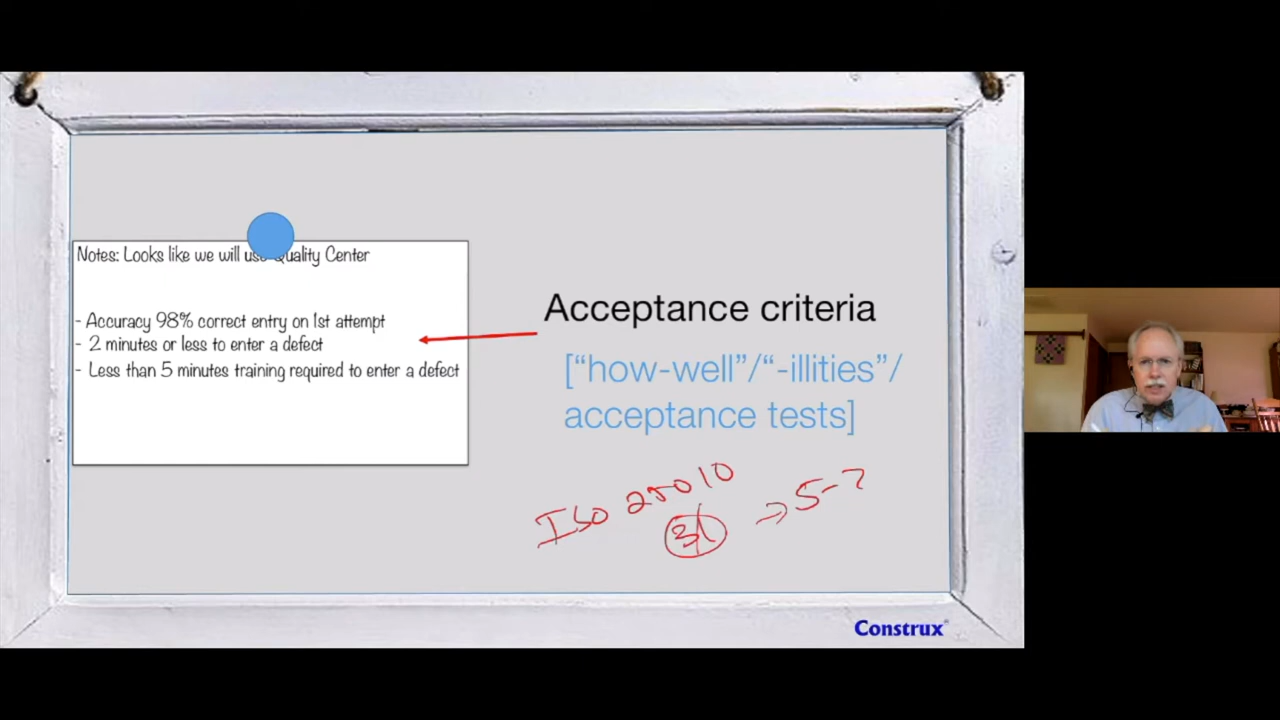 Notes: Looks like we will use Quality Center
- Accuracy 98% correct entry on 1st attempt
- 2 minutes or less to enter a defect
- Less than 5 minutes training required to enter a defect
Acceptance criteria
[“how-well”/“-illities”/
acceptance tests]
ISO 25010
31 => 5-7
Construx